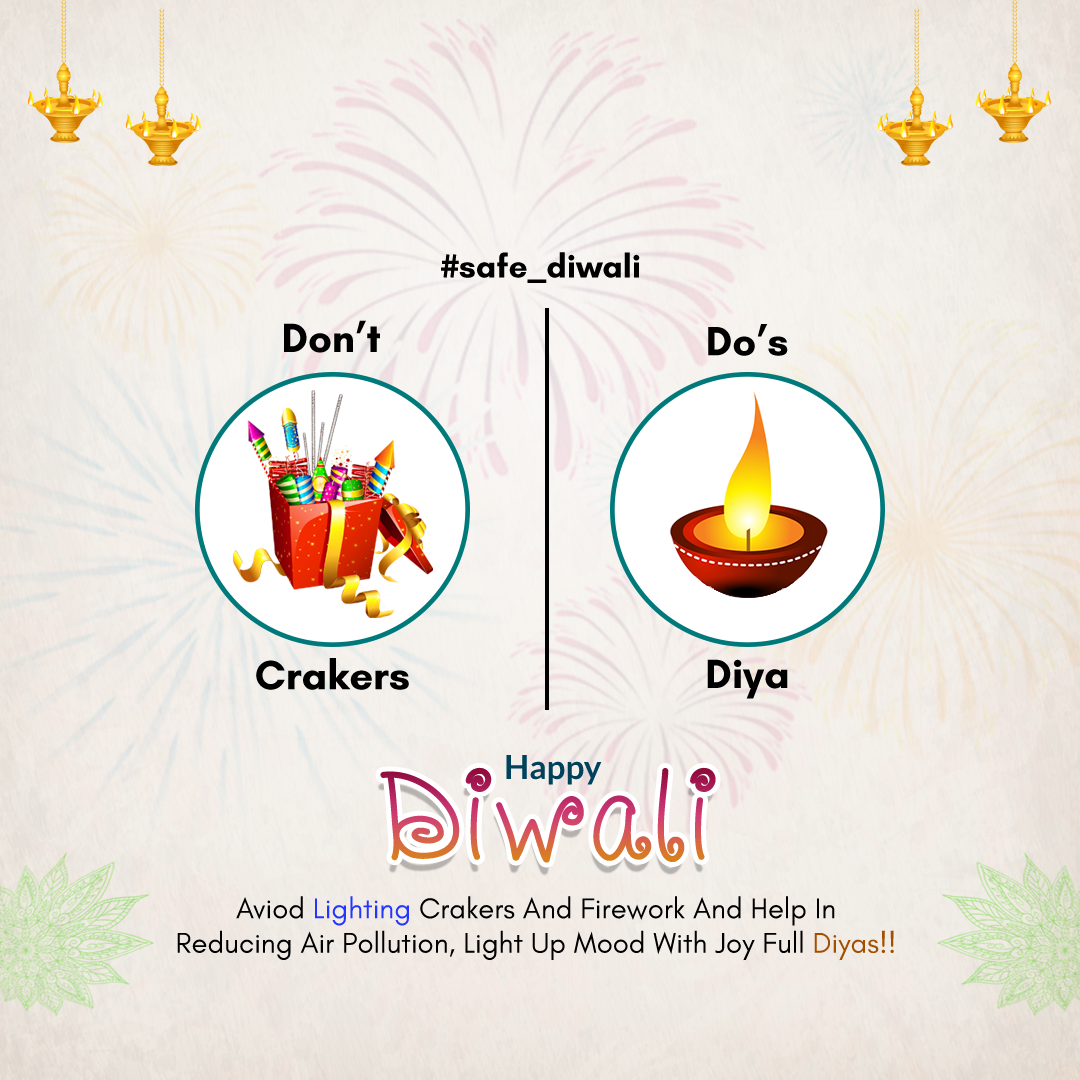 #safe_diwali
Don't
Do's
Crakers
Diya
Happy
Diwali
Aviod Lighting Crakers And Firework And Help In
Reducing Air Pollution, Light Up Mood With Joy Full Diyas!!